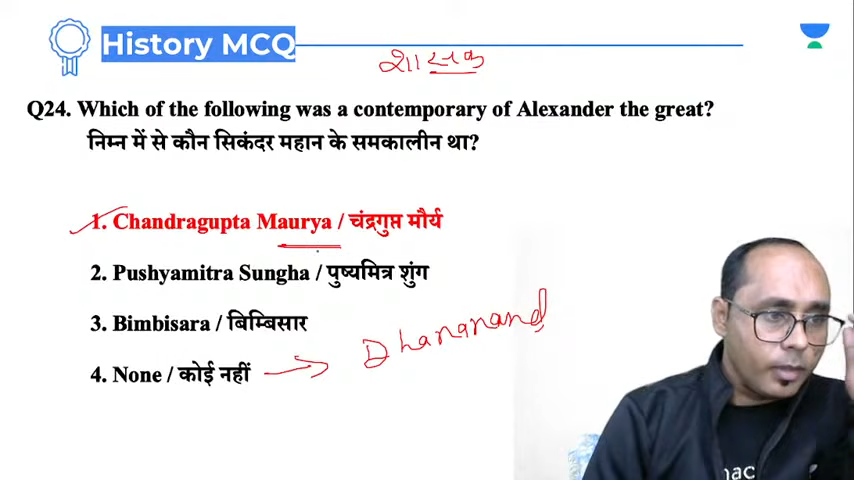 History MCQ
शासक
Q24. Which of the following was a contemporary of Alexander the great?
निम्न में से कौन सिकंदर महान के समकालीन था?
1. Chandragupta Maurya / चंद्रगुप्त मौर्य
2. Pushyamitra Sungha / पुष्यमित्र शुंग
3. Bimbisara / बिम्बिसार
4. None / कोई नहीं → Dhananand